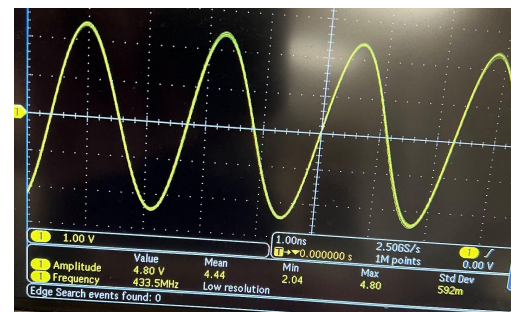 1
1 1.00 V
1.00ns 2.50GS/s 1 /
T→▼0.000000 s 1M points 0.00 V
Value Mean Min Max Std Dev
1 Amplitude 4.80 V 4.44 2.04 4.80 592m
1 Frequency 433.5MHz Low resolution
Edge Search events found: 0